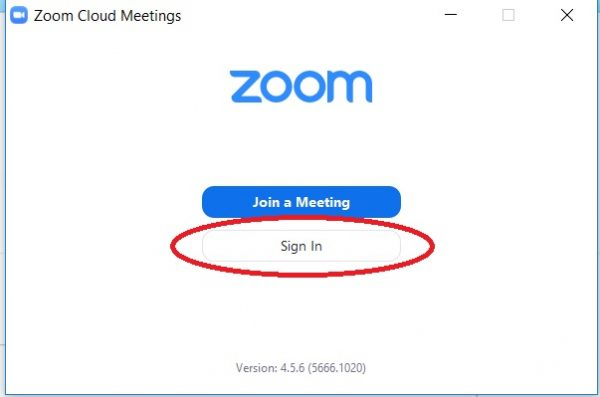 Zoom Cloud Meetings
zoom
Join a Meeting
Sign In
Version: 4.5.6 (5666.1020)